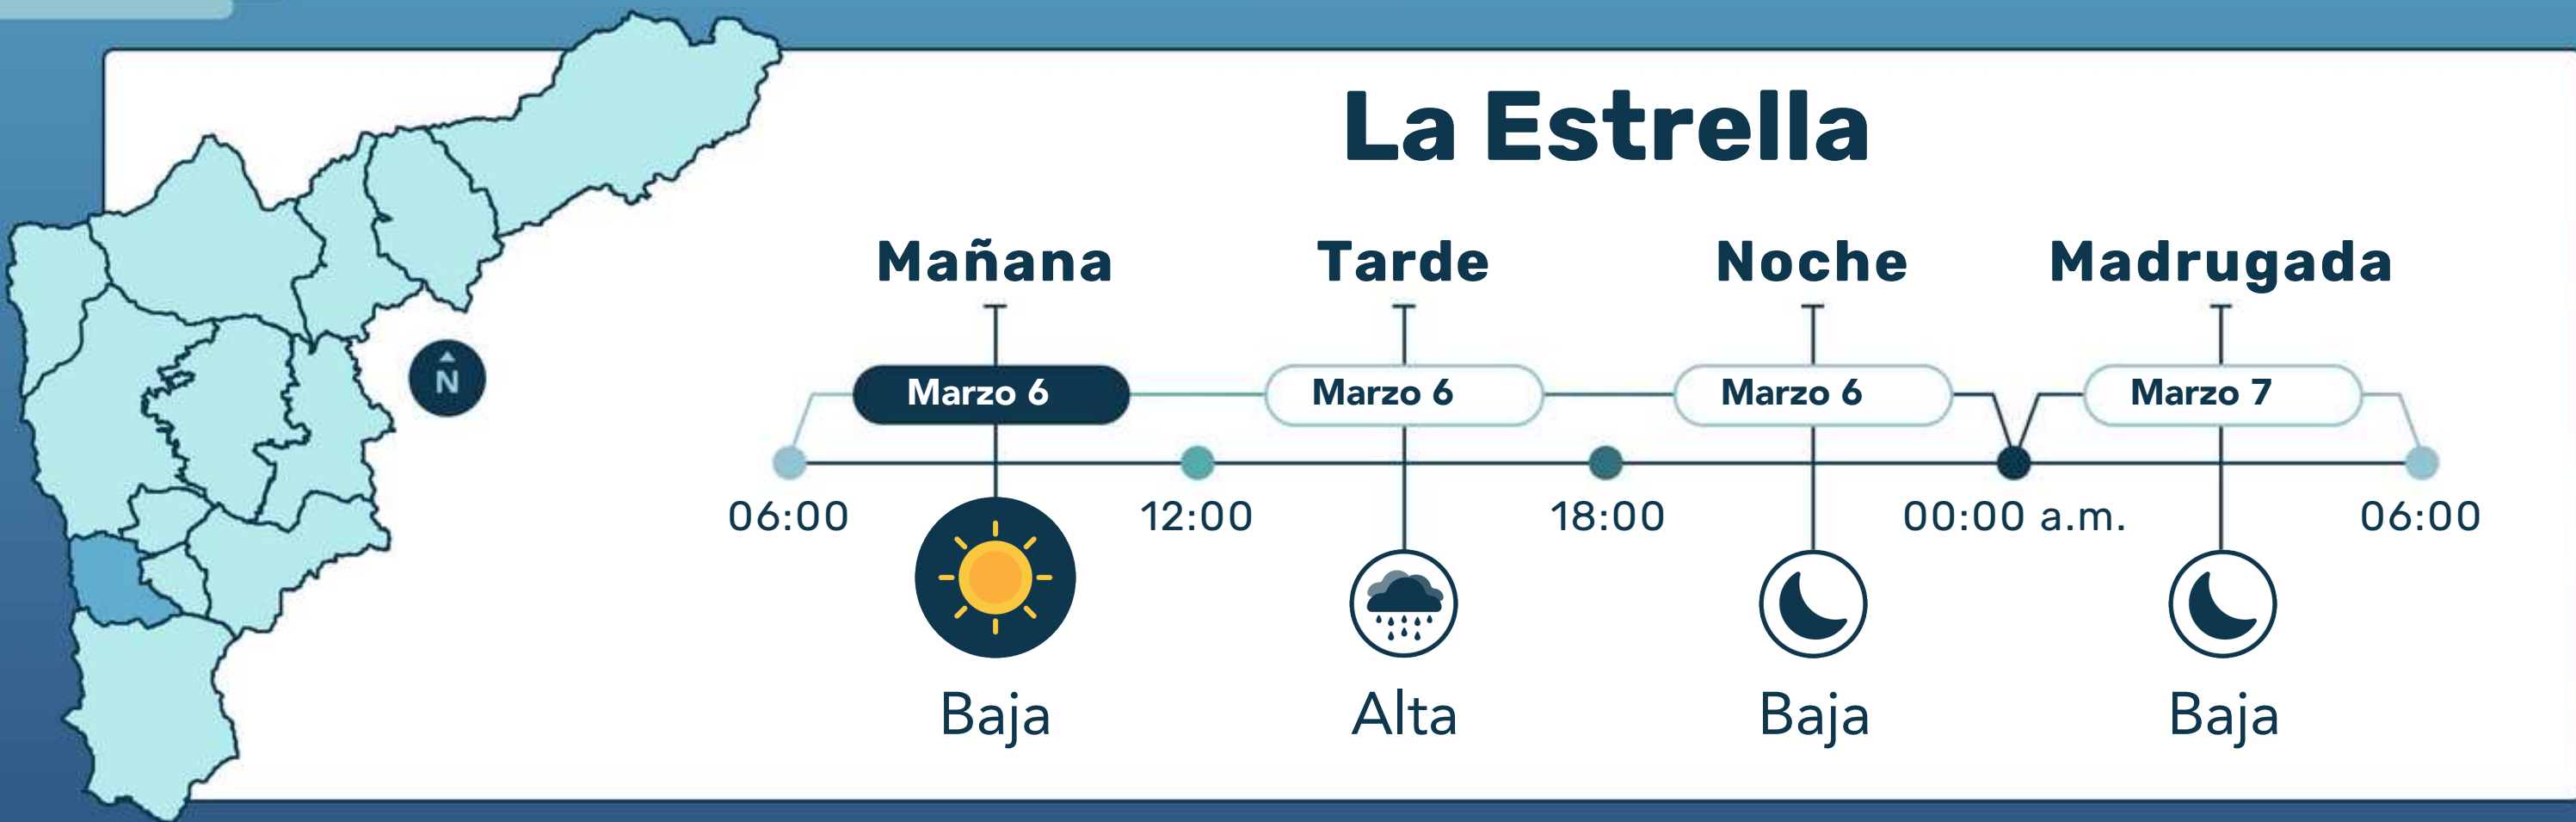 La Estrella
Mañana Tarde Noche Madrugada
N
Marzo 6 Marzo 6 Marzo 6 Marzo 7
06:00 12:00 18:00 00:00 a.m. 06:00
Baja Alta Baja Baja